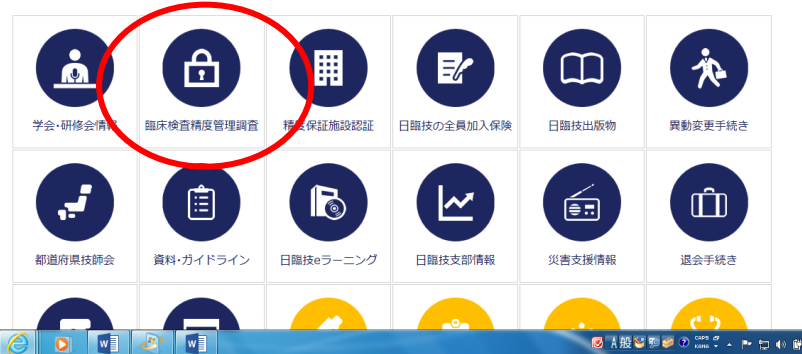 学会・研修会情報
臨床検査精度管理調査
精度保証施設認証
日臨技の全員加入保険
日臨技出版物
異動変更手続き
都道府県技師会
資料・ガイドライン
日臨技eラーニング
日臨技支部情報
災害支援情報
退会手続き
A 般
CAPS
KANA